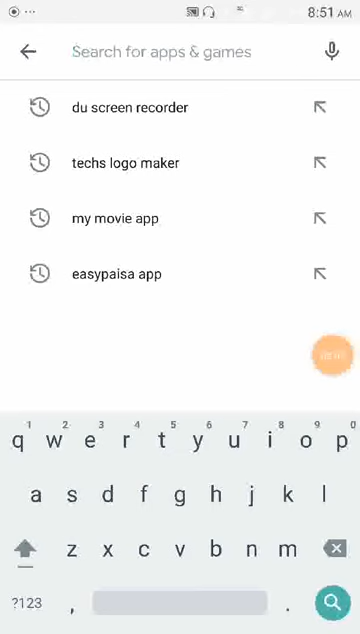 8:51 AM
Search for apps & games
du screen recorder
techs logo maker
my movie app
easypaisa app
1 2 3 4 5 6 7 8 9 0
q w e r t y u i o p
a s d f g h j k l
z x c v b n m
?123 , .